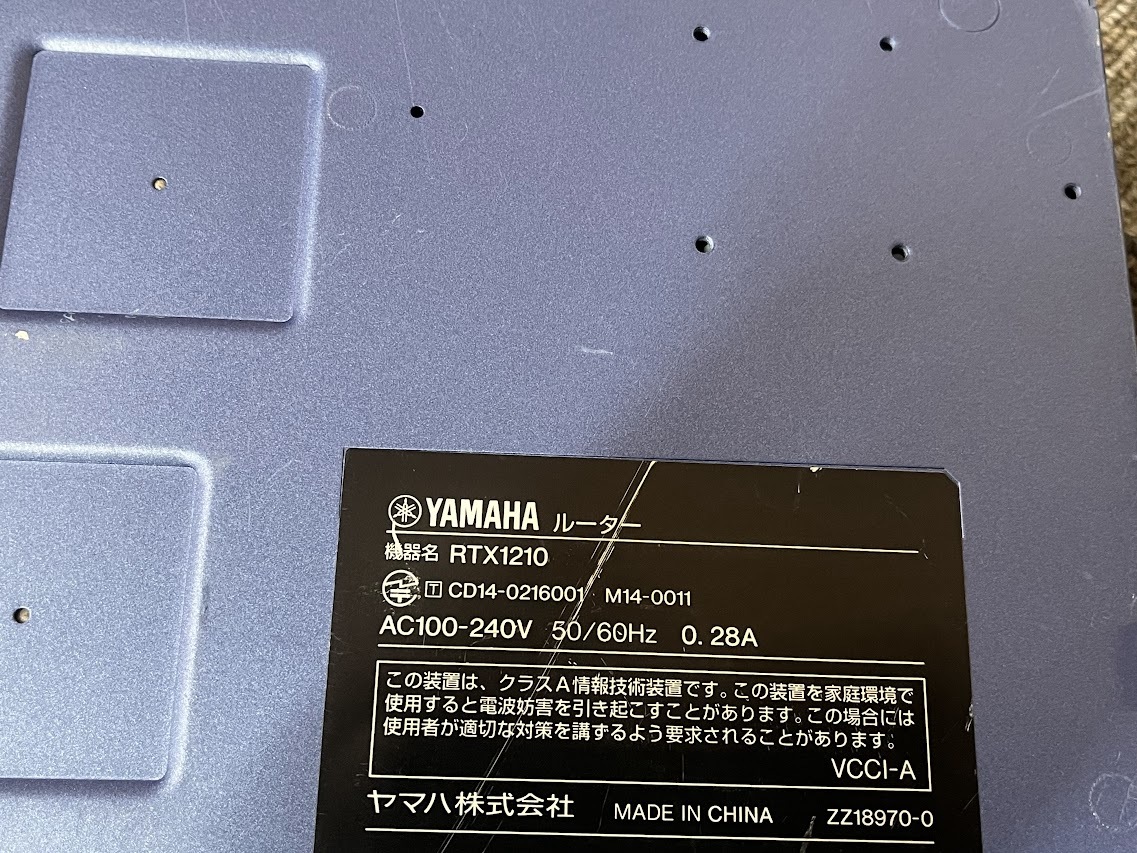 YAMAHA ルーター
機器名 RTX1210
T CD14-0216001 M14-0011
AC100-240V 50/60Hz 0.28A
この装置は、クラスA情報技術装置です。この装置を家庭環境で
使用すると電波妨害を引き起こすことがあります。この場合には
使用者が適切な対策を講ずるよう要求されることがあります。
VCCI-A
ヤマハ株式会社 MADE IN CHINA ZZ18970-0